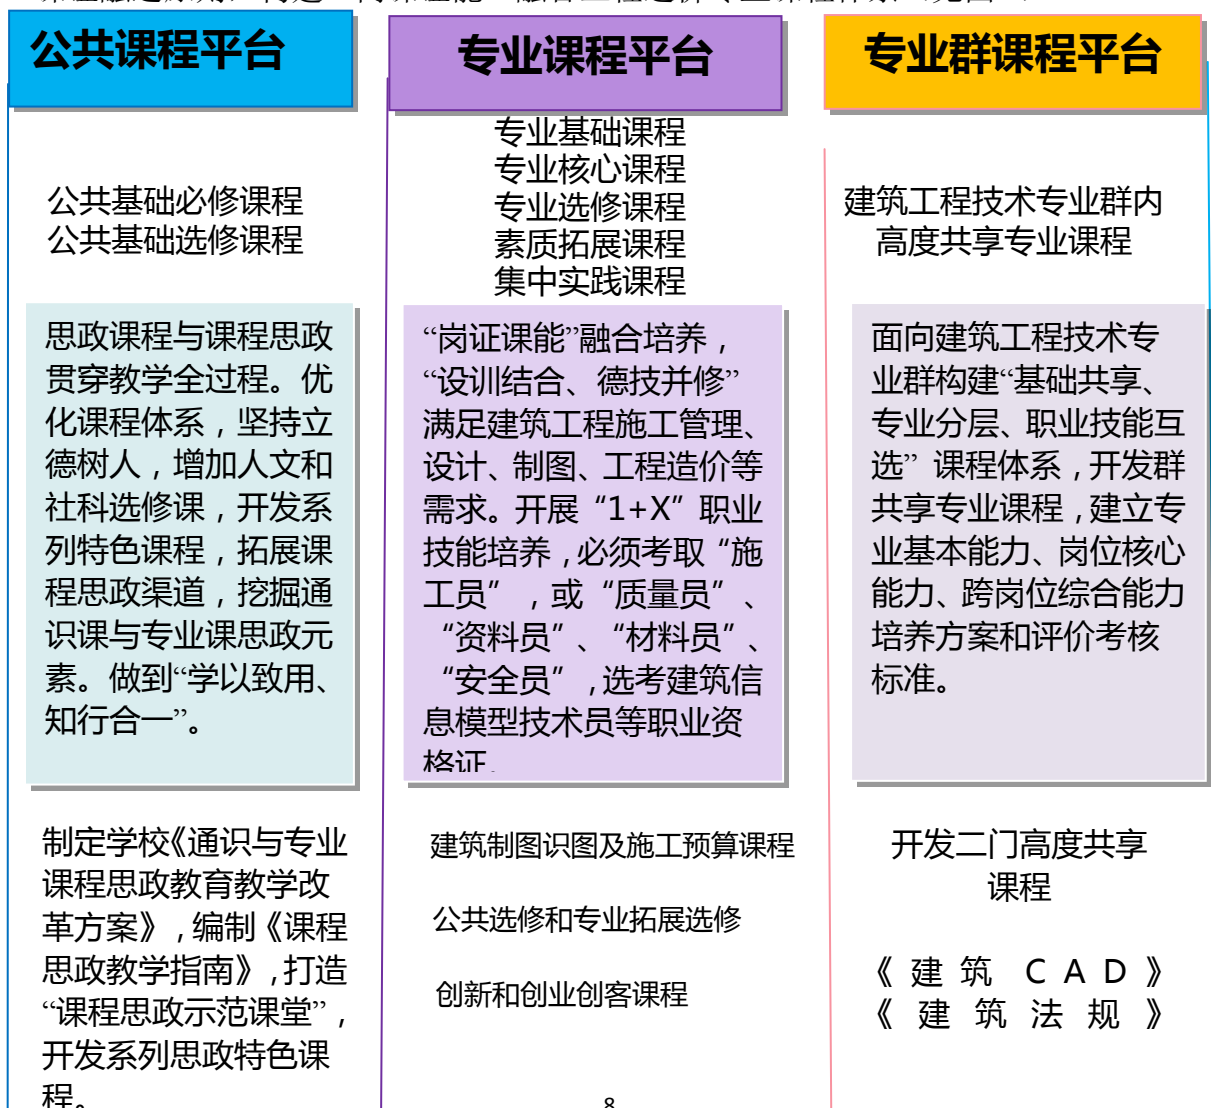 公共课程平台
公共基础必修课程
公共基础选修课程
思政课程与课程思政
贯穿教学全过程。优
化课程体系，坚持立
德树人，增加人文和
社科选修课，开发系
列特色课程，拓展课
程思政渠道，挖掘通
识课与专业课思政元
素。做到“学以致用、
知行合一”。
制定学校《通识与专业
课程思政教育教学改
革方案》,编制《课程
思政教学指南》,打造
“课程思政示范课堂”，
开发系列思政特色课
程。
专业课程平台
专业基础课程
专业核心课程
专业选修课程
素质拓展课程
集中实践课程
“岗证课能”融合培养，
“设训结合、德技并修”
满足建筑工程施工管理、
设计、制图、工程造价等
需求。开展“1+X”职业
技能培养,必须考取“施
工员”，或“质量员”、
“资料员”、“材料员”、
“安全员”,选考建筑信
息模型技术员等职业资
格证.
建筑制图识图及施工预算课程
公共选修和专业拓展选修
创新和创业创客课程
专业群课程平台
建筑工程技术专业群内
高度共享专业课程
面向建筑工程技术专
业群构建“基础共享、
专业分层、职业技能互
选” 课程体系,开发群
共享专业课程,建立专
业基本能力、岗位核心
能力、跨岗位综合能力
培养方案和评价考核
标准。
开发二门高度共享
课程
《建筑 CAD》
《建筑法规》
8